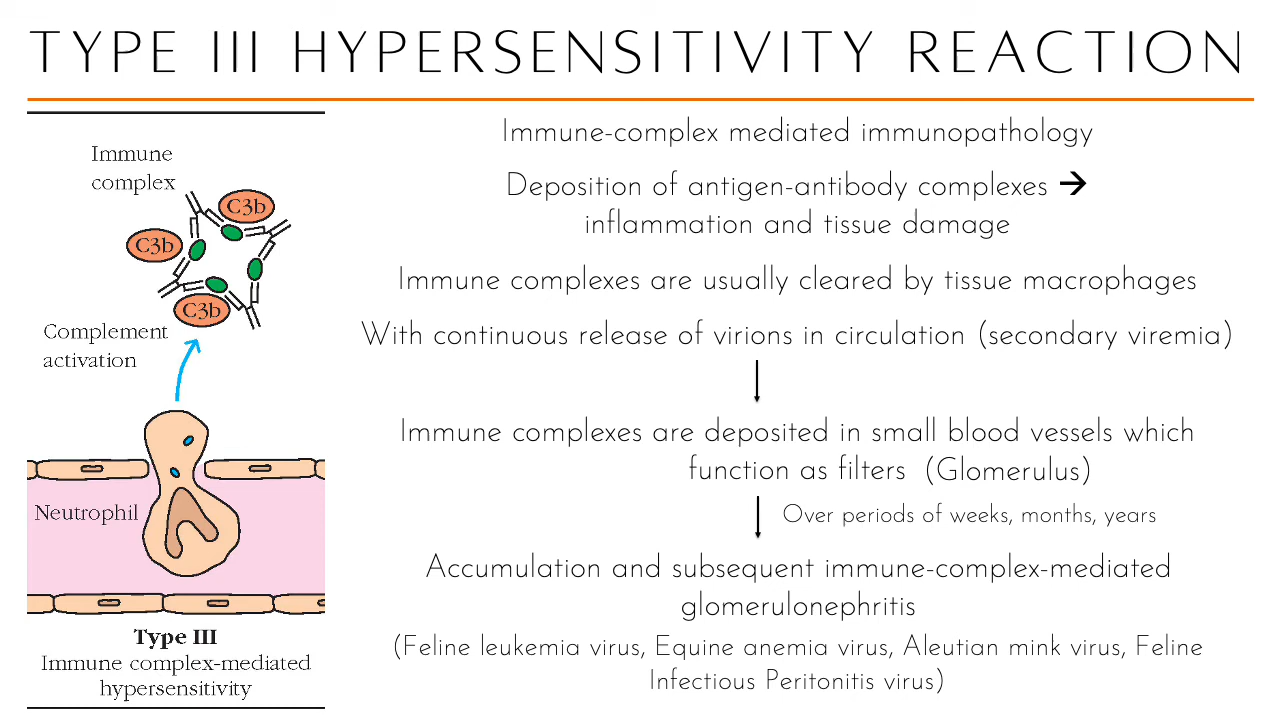 TYPE III HYPERSENSITIVITY REACTION
Immune
complex
C3b
C3b
C3b
Complement
activation
Neutrophil
Type III
Immune complex-mediated
hypersensitivity
Immune-complex mediated immunopathology
Deposition of antigen-antibody complexes →
inflammation and tissue damage
Immune complexes are usually cleared by tissue macrophages
With continuous release of virions in circulation (secondary viremia)
Immune complexes are deposited in small blood vessels which
function as filters (Glomerulus)
Over periods of weeks, months, years
Accumulation and subsequent immune-complex-mediated
glomerulonephritis
(Feline leukemia virus, Equine anemia virus, Aleutian mink virus, Feline
Infectious Peritonitis virus)